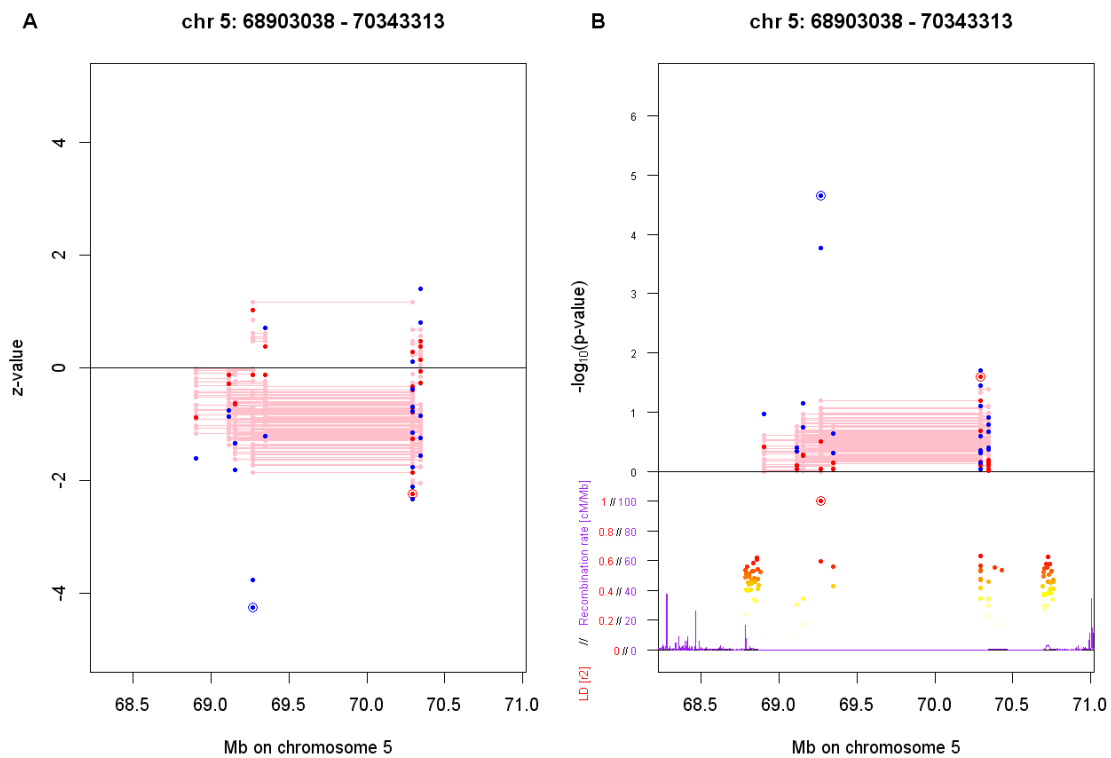 A
chr 5: 68903038 - 70343313
z-value
4
2
0
-2
-4
68.5 69.0 69.5 70.0 70.5 71.0
Mb on chromosome 5
B
chr 5: 68903038 - 70343313
-log10(p-value)
6
5
4
3
2
1
0
LD [r2] // Recombination rate [cM/Mb]
1 // 100
0.8 // 80
0.6 // 60
0.4 // 40
0.2 // 20
0 // 0
68.5 69.0 69.5 70.0 70.5 71.0
Mb on chromosome 5